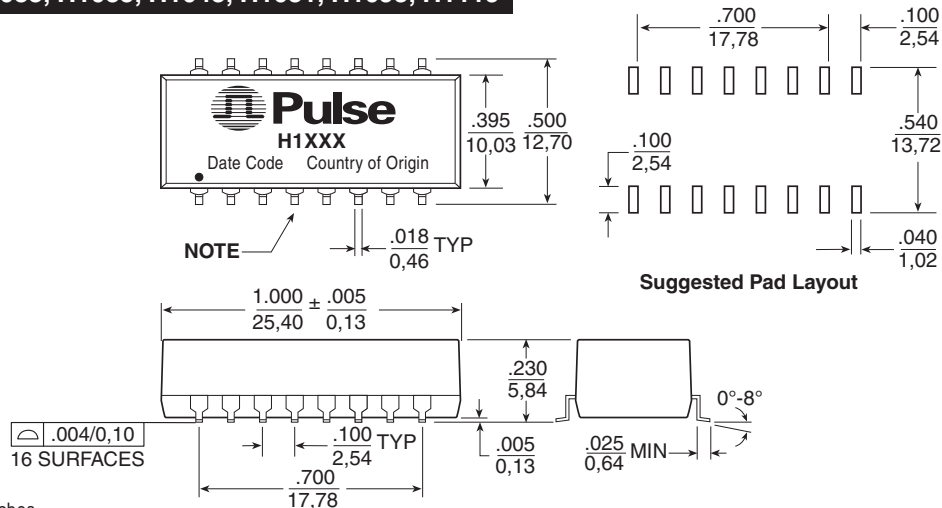 .700
17,78
.100
2,54
Pulse
H1XXX
Date Code Country of Origin
.395
10,03
.500
12,70
.100
2,54
.540
13,72
NOTE
.018
0,46
TYP
.040
1,02
Suggested Pad Layout
1.000 ± .005
25,40 0,13
.230
5,84
0°-8°
.004/0,10
16 SURFACES
.100
2,54
TYP
.005
0,13
.025
0,64
MIN
.700
17,78